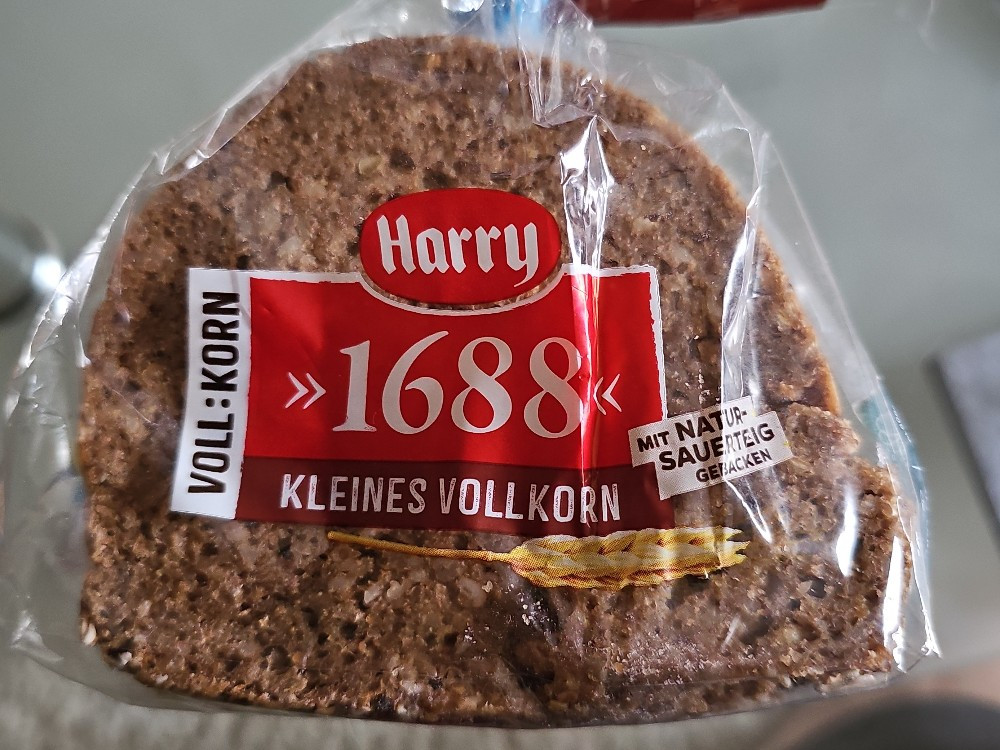 Harry
VOLL:KORN
» 1688 «
KLEINES VOLLKORN
MIT NATUR-
SAUERTEIG
GEBACKEN